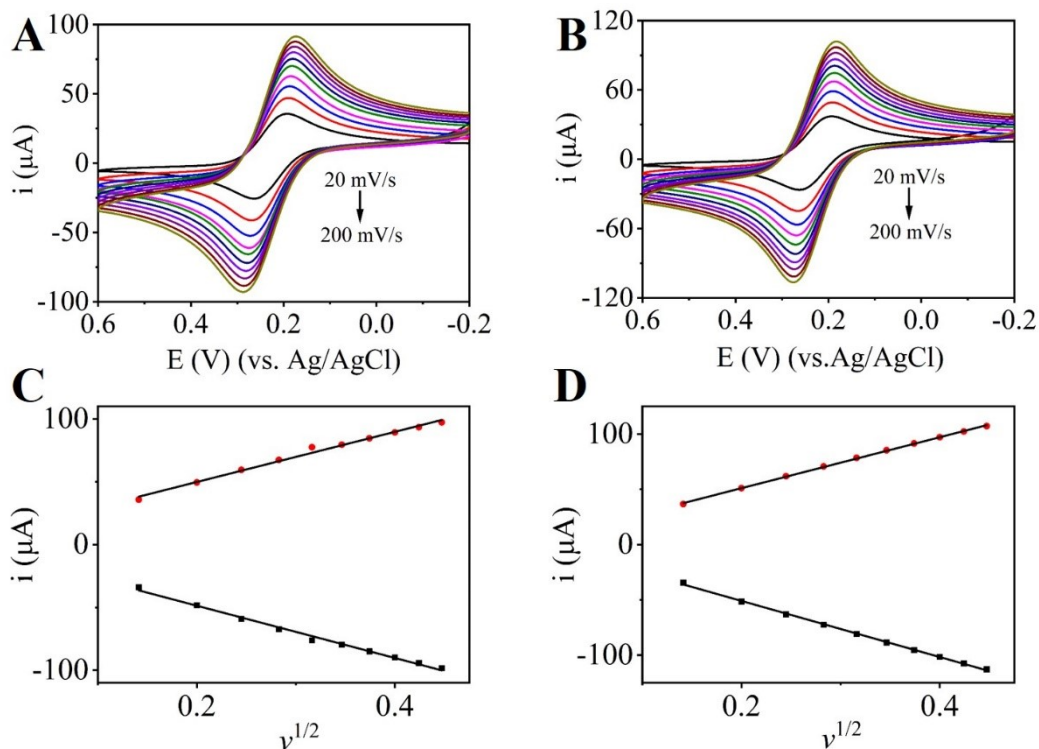 A
100
50
0
-50
-100
i (μA)
20 mV/s
200 mV/s
0.6 0.4 0.2 0.0 -0.2
E (V) (vs. Ag/AgCl)
B
120
60
0
-60
-120
i (μA)
20 mV/s
200 mV/s
0.6 0.4 0.2 0.0 -0.2
E (V) (vs.Ag/AgCl)
C
100
0
-100
i (μA)
0.2 0.4
v1/2
D
100
0
-100
i (μA)
0.2 0.4
v1/2